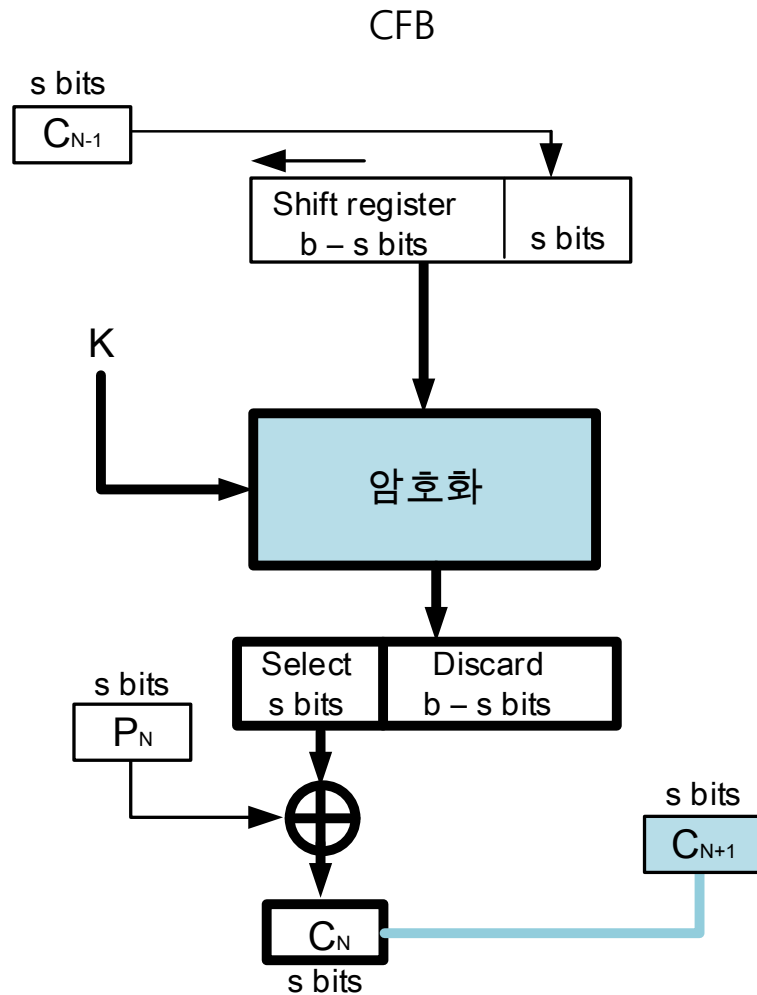 CFB
s bits
CN-1
Shift register
b – s bits
s bits
K
암호화
Select
s bits
Discard
b – s bits
s bits
PN
s bits
CN+1
CN
s bits